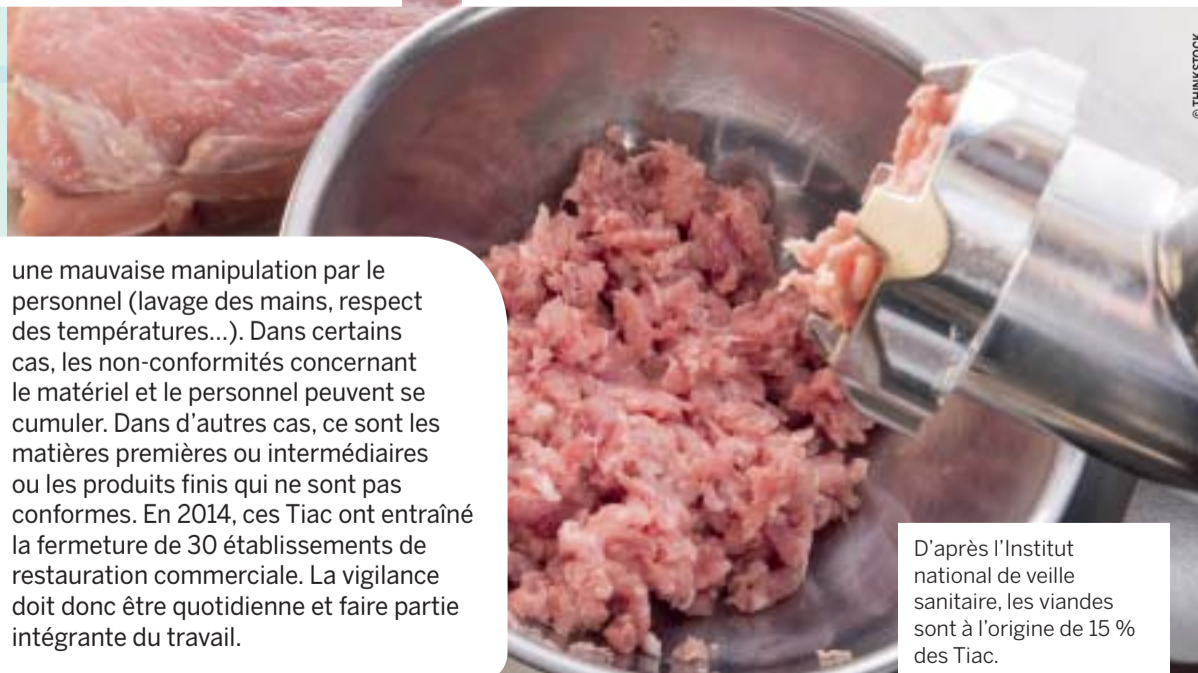 © THINKSTOCK
une mauvaise manipulation par le
personnel (lavage des mains, respect
des températures...). Dans certains
cas, les non-conformités concernant
le matériel et le personnel peuvent se
cumuler. Dans d’autres cas, ce sont les
matières premières ou intermédiaires
ou les produits finis qui ne sont pas
conformes. En 2014, ces Tiac ont entraîné
la fermeture de 30 établissements de
restauration commerciale. La vigilance
doit donc être quotidienne et faire partie
intégrante du travail.
D’après l’Institut
national de veille
sanitaire, les viandes
sont à l’origine de 15 %
des Tiac.